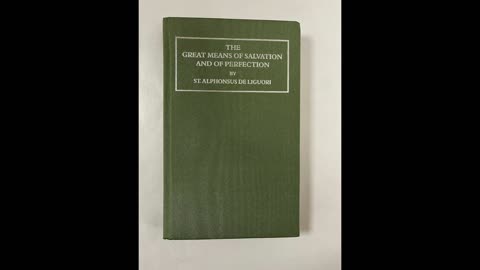 THE
GREAT MEANS OF SALVATION
AND OF PERFECTION
BY
ST. ALPHONSUS DE LIGUORI